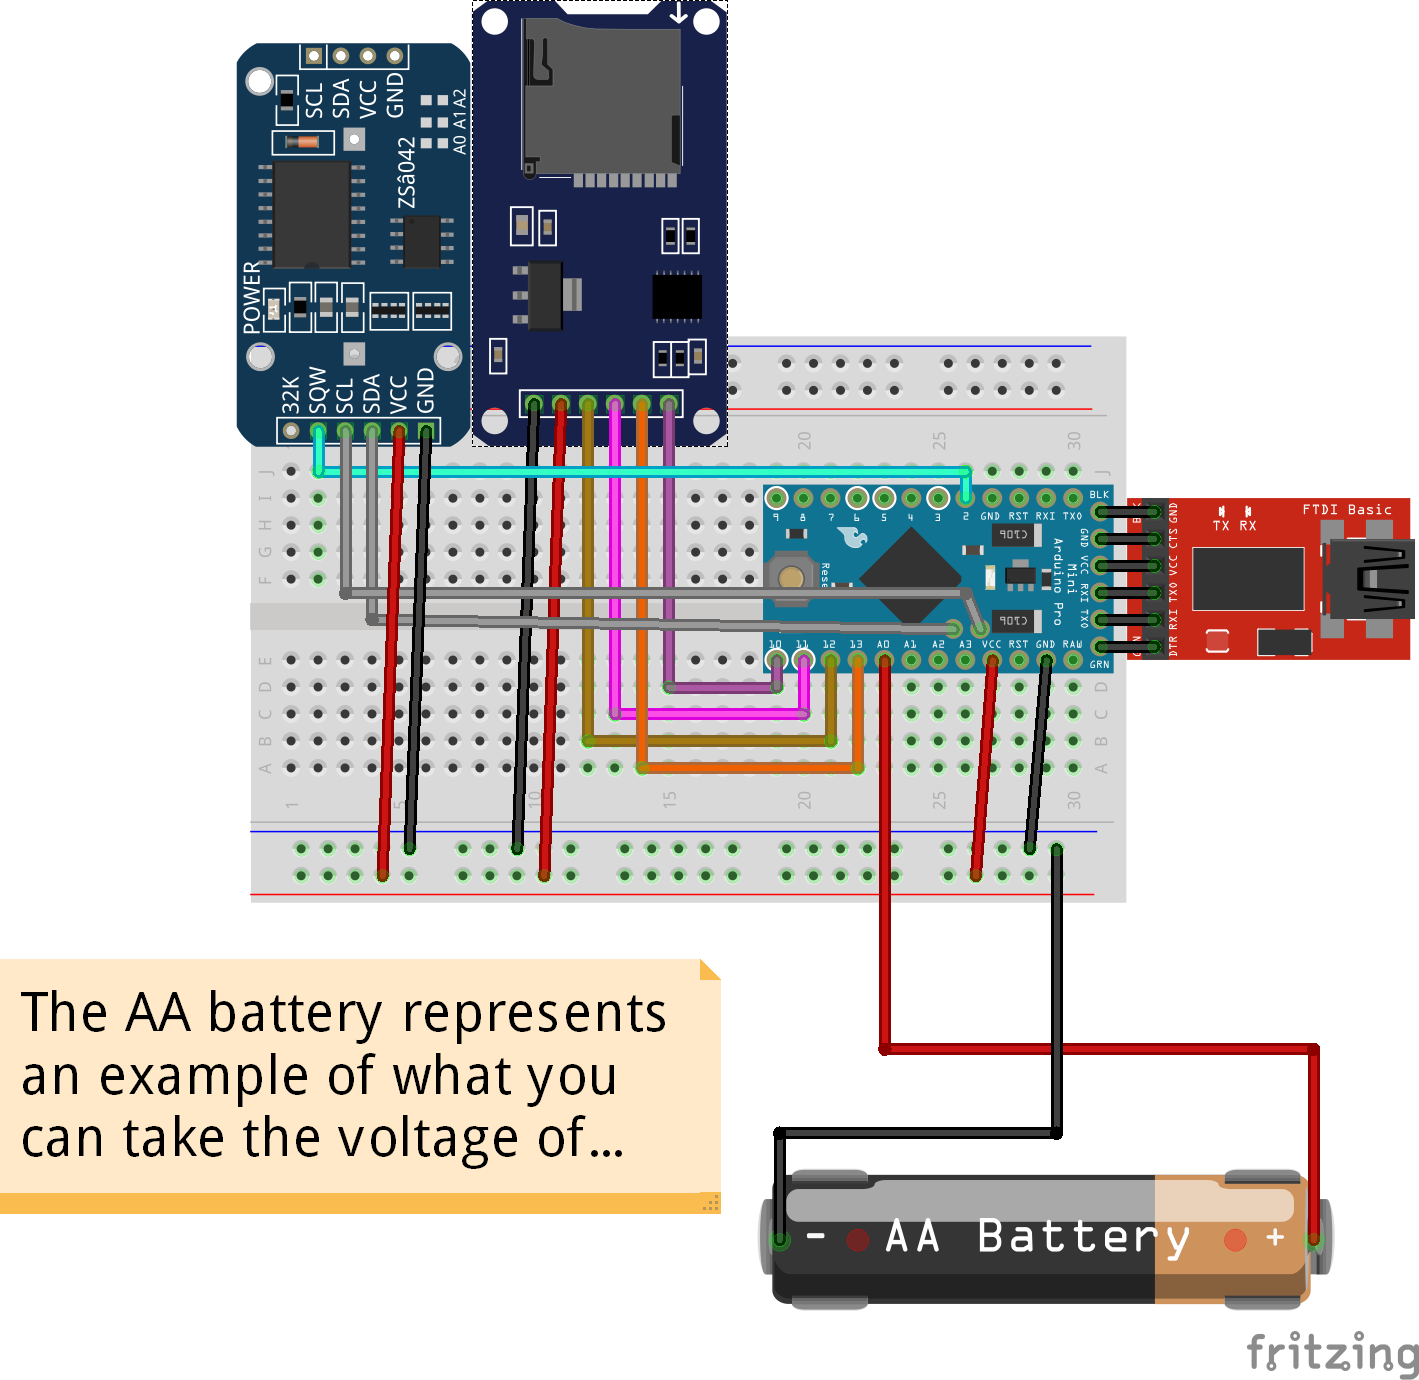 SCL
SDA
VCC
GND
A0 A1 A2
ZSâ042
POWER
32K
SQW
SCL
SDA
VCC
GND
20
25
30
J
J
I
H
G
F
9
8
7
6
5
4
3
2
GND
RST
RXI
TXO
BLK
GND
VCC
RXI
TXO
GRN
Arduino Pro
Mini
Rese
C106
C106
10
11
12
13
A0
A1
A2
A3
VCC
RST
GND
RAW
FTDI Basic
TX RX
GND
CTS
VCC
TXO
RXI
DTR
E
D
D
C
C
B
B
A
A
1
5
10
15
20
25
30
The AA battery represents
an example of what you
can take the voltage of...
- AA Battery +
fritzing